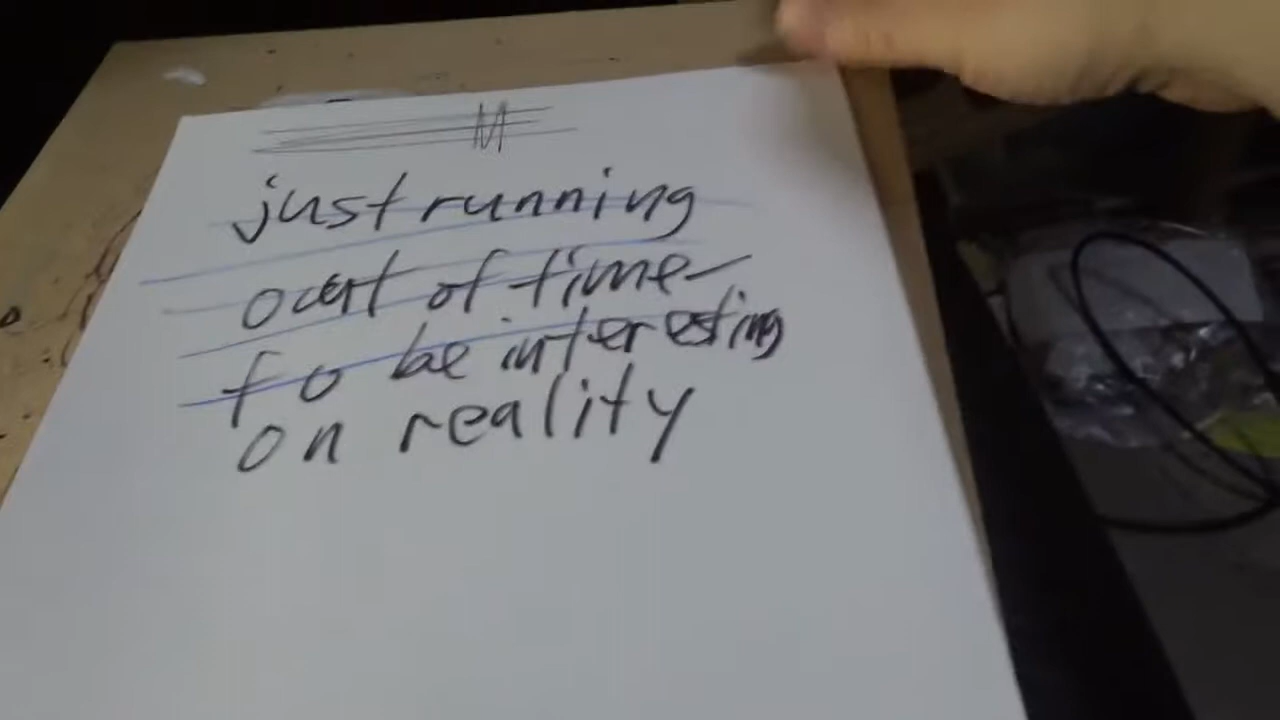 just running
out of time
to be interesting
on reality